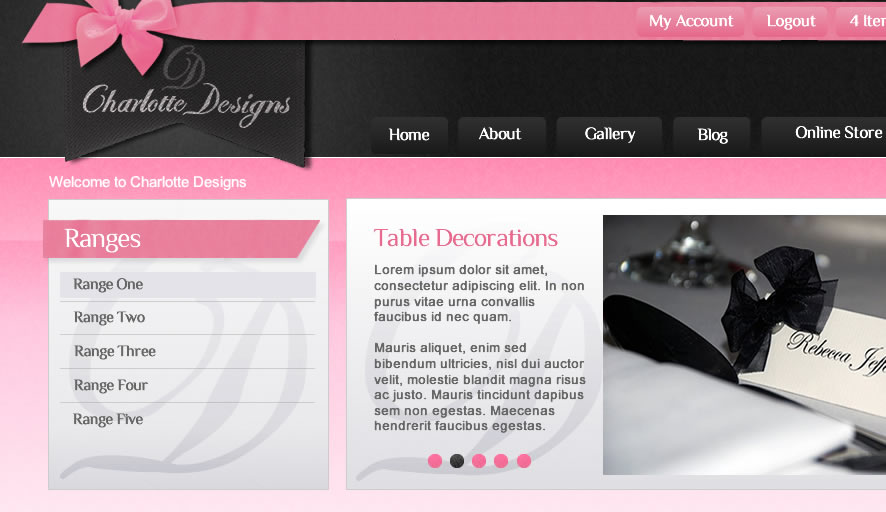 My Account
Logout
4
CD
Charlotte Designs
Home
About
Gallery
Blog
Online Store
Welcome to Charlotte Designs
Ranges
Range One
Range Two
Range Three
Range Four
Range Five
Table Decorations
Lorem ipsum dolor sit amet,
consectetur adipiscing elit. In non
purus vitae urna convallis
faucibus id nec quam.
Mauris aliquet, enim sed
bibendum ultricies, nisl dui auctor
velit, molestie blandit magna risus
ac justo. Mauris tincidunt dapibus
sem non egestas. Maecenas
hendrerit faucibus egestas.
Rebecca